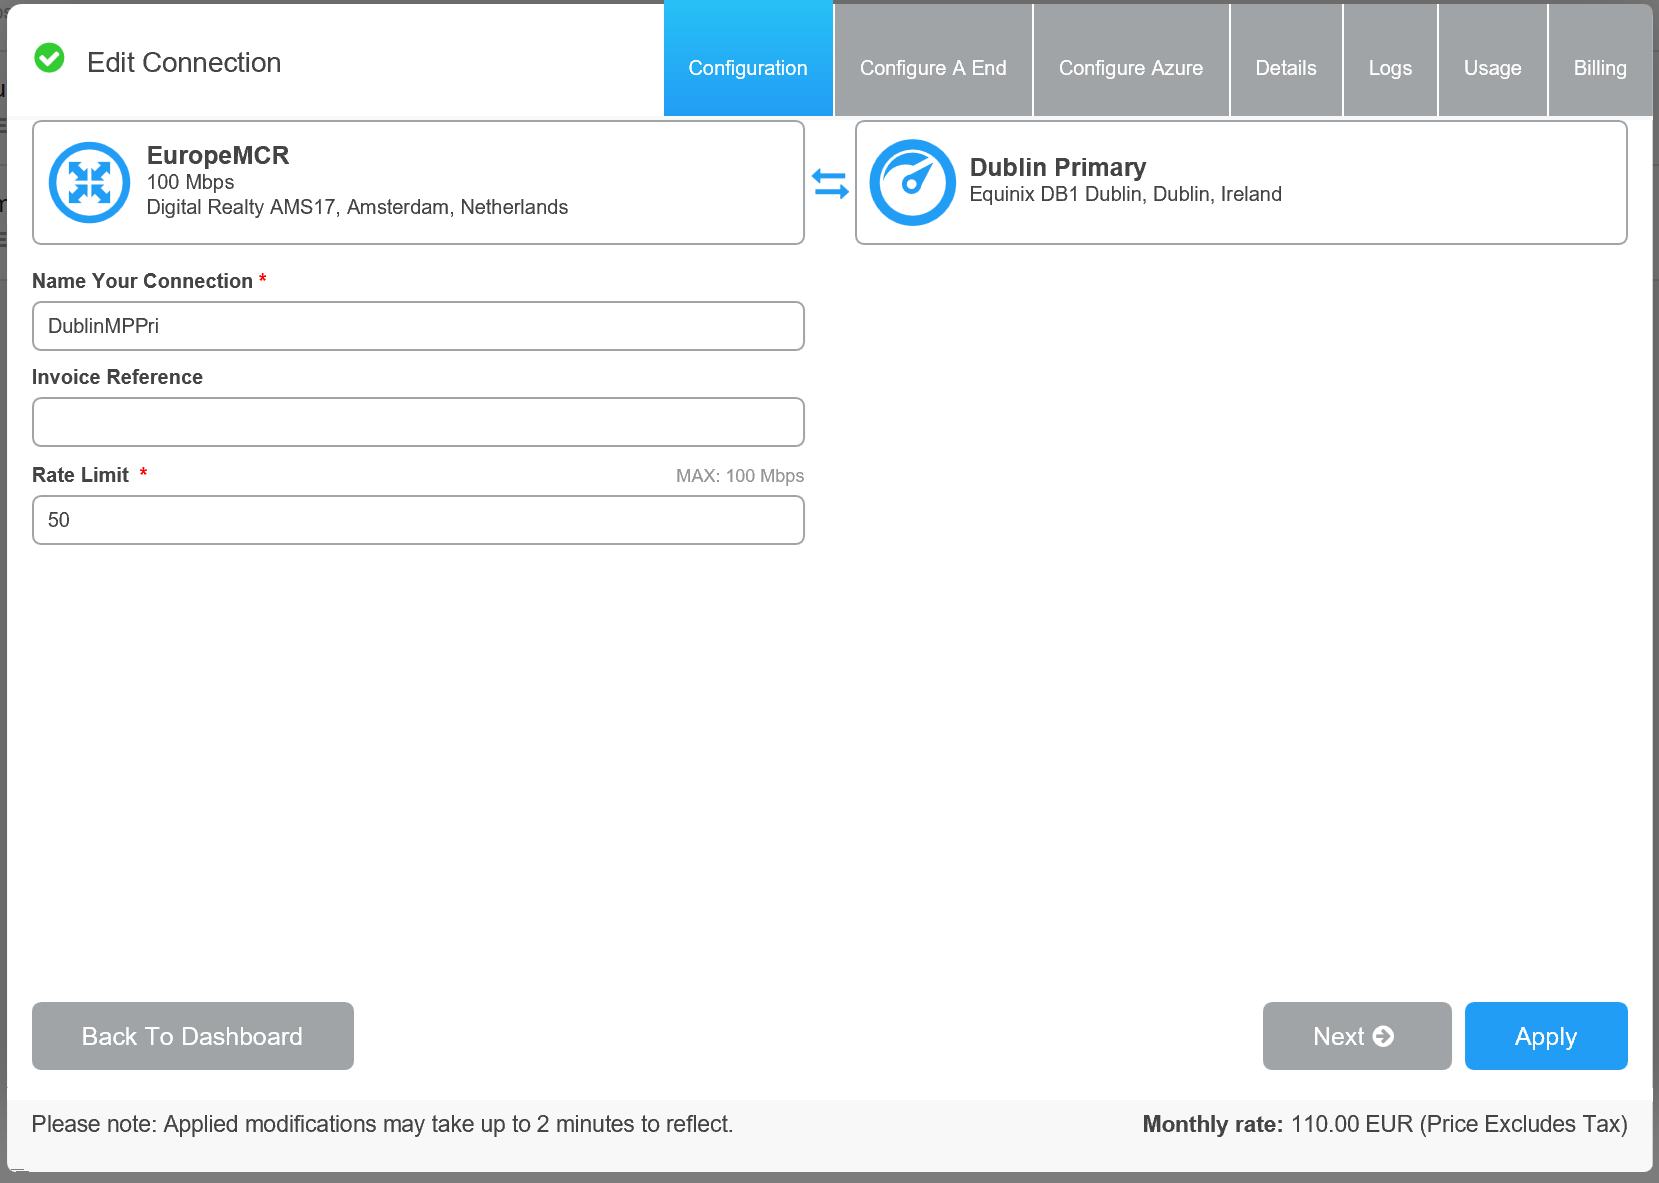 Edit Connection
Configuration
Configure A End
Configure Azure
Details
Logs
Usage
Billing
EuropeMCR
100 Mbps
Digital Realty AMS17, Amsterdam, Netherlands
Dublin Primary
Equinix DB1 Dublin, Dublin, Ireland
Name Your Connection *
DublinMPPri
Invoice Reference
Rate Limit *
MAX: 100 Mbps
50
Back To Dashboard
Next
Apply
Please note: Applied modifications may take up to 2 minutes to reflect.
Monthly rate: 110.00 EUR (Price Excludes Tax)